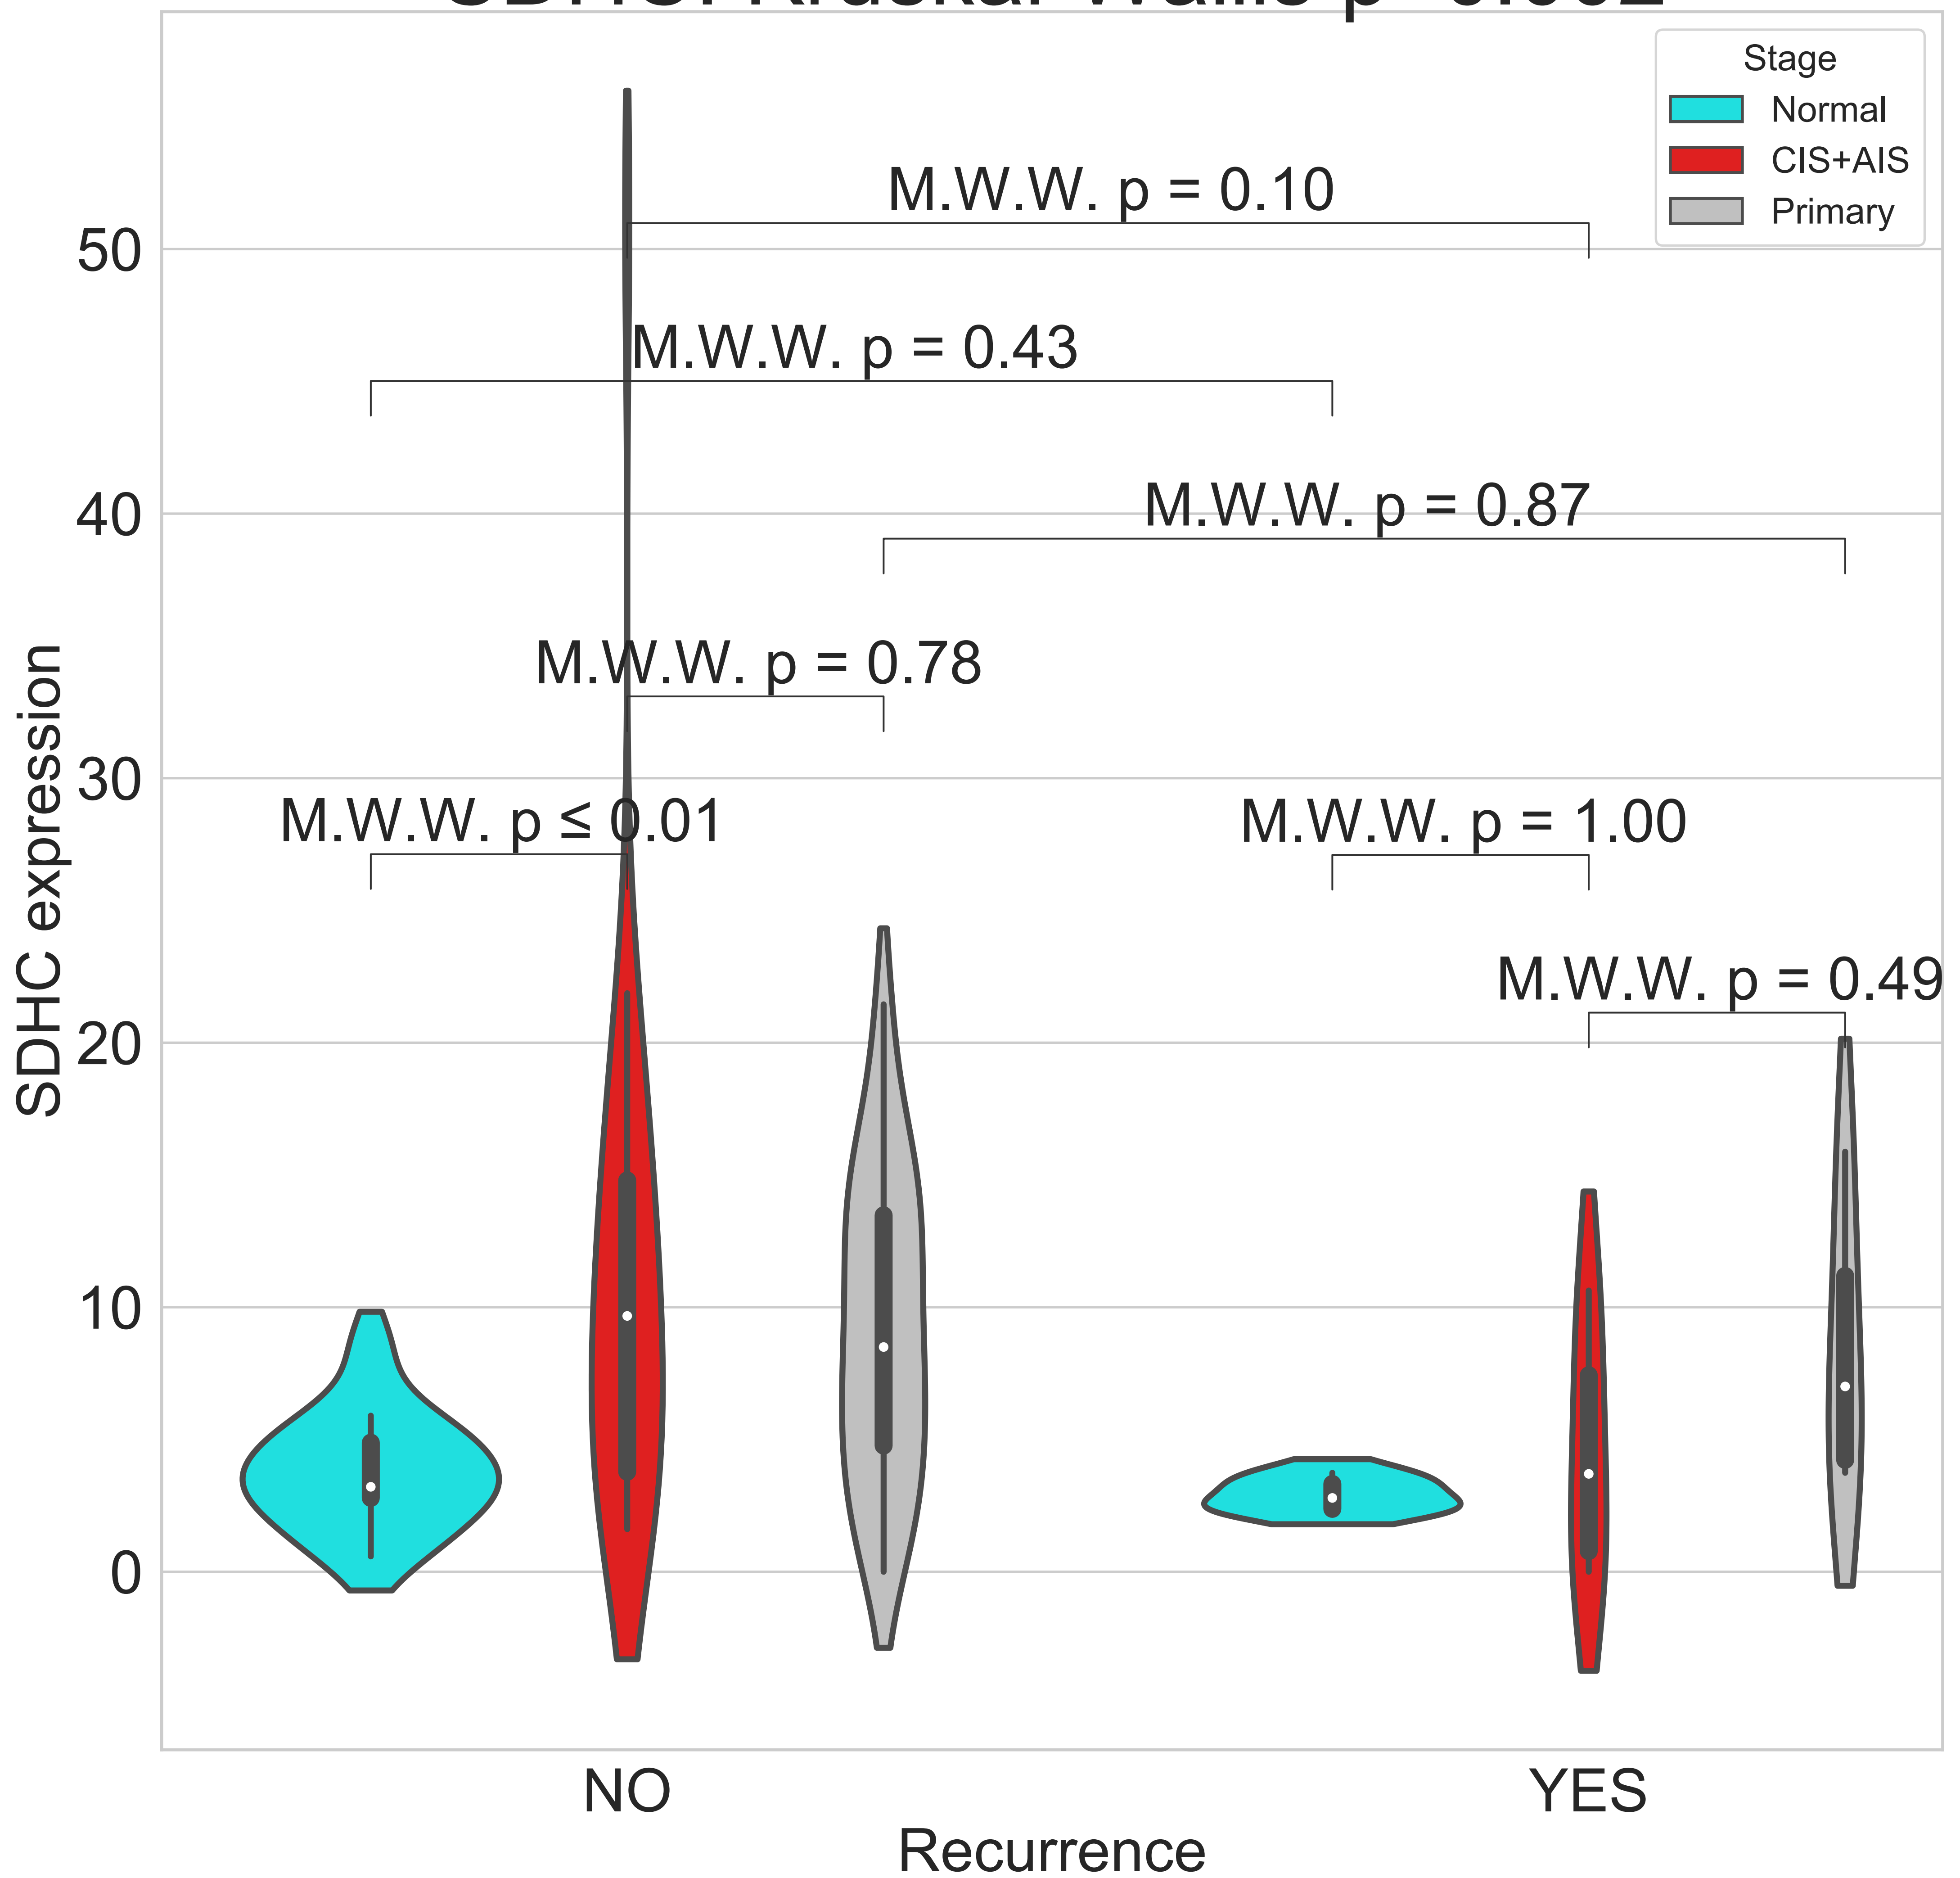 Stage
Normal
CIS+AIS
Primary
M.W.W. p = 0.10
M.W.W. p = 0.43
M.W.W. p = 0.87
M.W.W. p = 0.78
M.W.W. p ≤ 0.01
M.W.W. p = 1.00
M.W.W. p = 0.49
SDHC expression
50
40
30
20
10
0
NO
YES
Recurrence